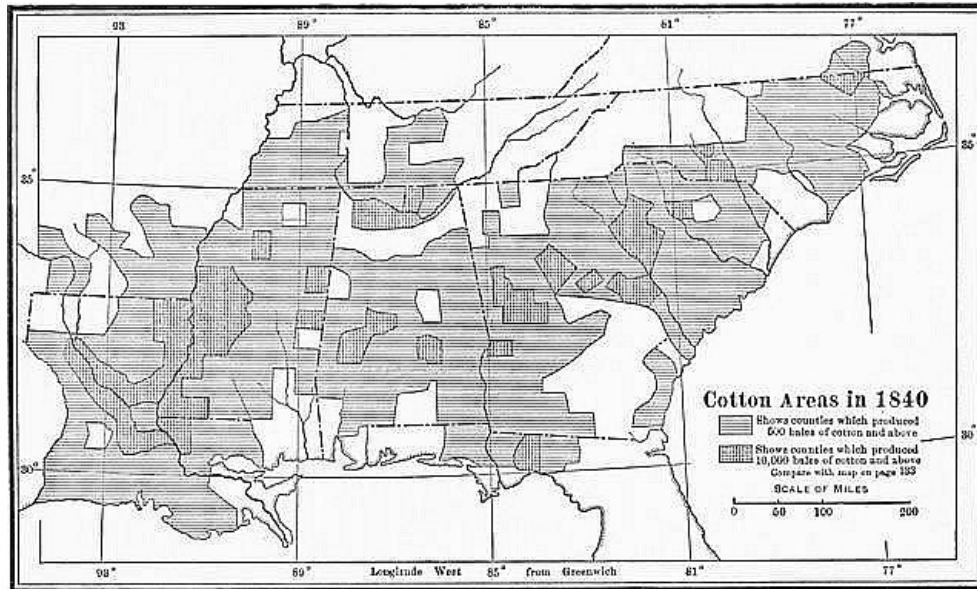 93 89° 85° 81° 77°
35° 35°
Cotton Areas in 1840
Shows counties which produced
500 bales of cotton and above
Shows counties which produced
10,000 bales of cotton and above
Compare with map on page 133
30° 30°
SCALE OF MILES
0 50 100 200
93° 89° Longitude West from Greenwich 85° 81° 77°